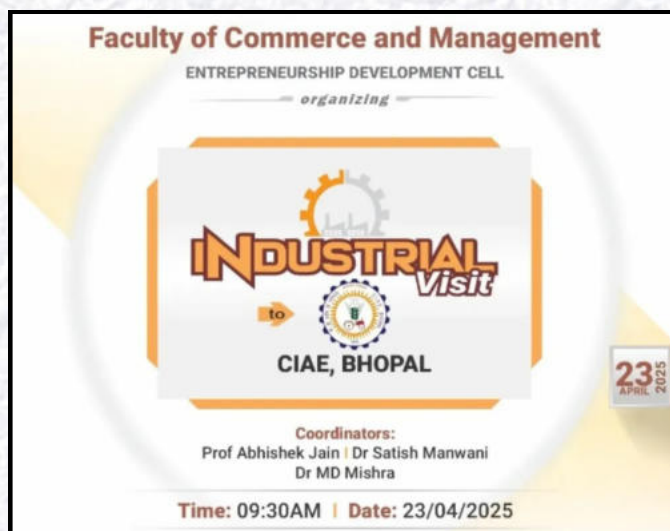 Faculty of Commerce and Management
ENTREPRENEURSHIP DEVELOPMENT CELL
organizing
INDUSTRIAL
Visit
to
CIAE, BHOPAL
23
APRIL
2025
Coordinators:
Prof Abhishek Jain | Dr Satish Manwani
Dr MD Mishra
Time: 09:30AM | Date: 23/04/2025